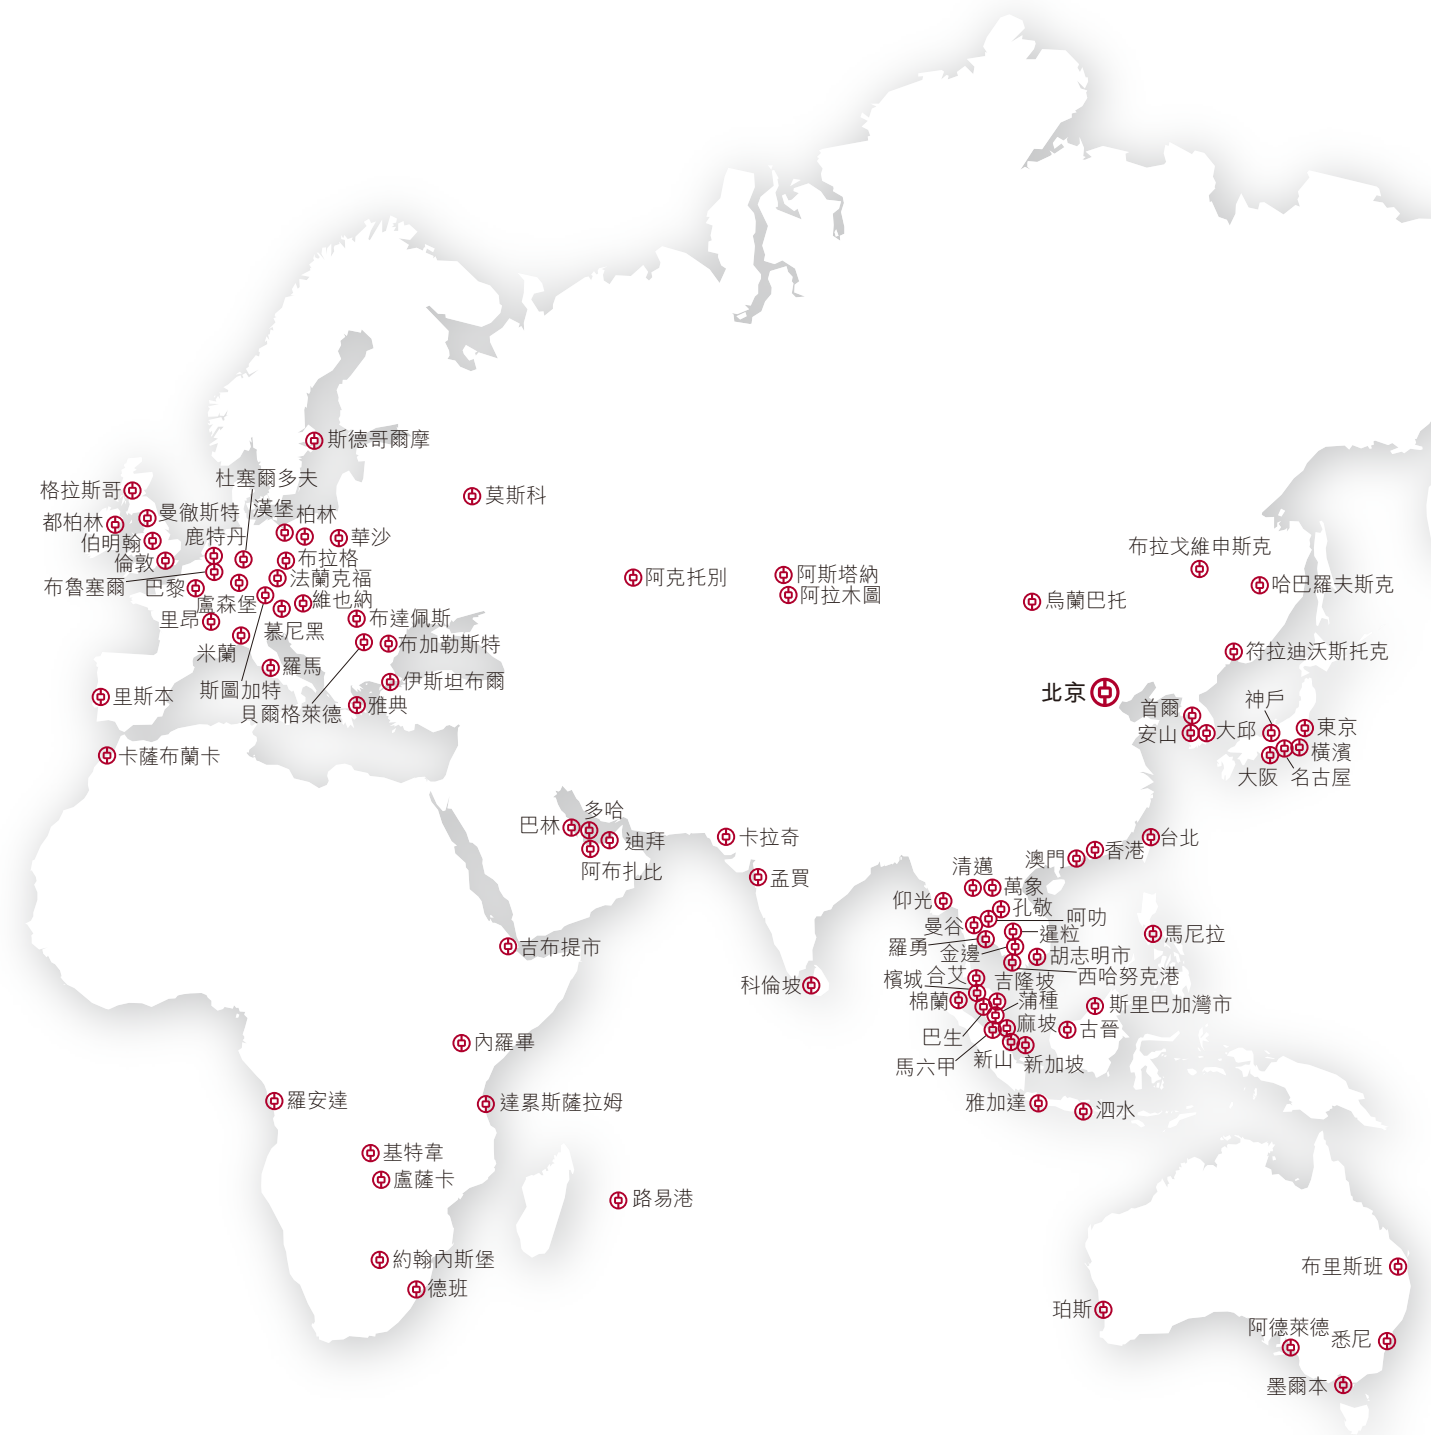 斯德哥爾摩
杜塞爾多夫
格拉斯哥
莫斯科
漢堡
柏林
曼徹斯特
都柏林
鹿特丹
華沙
伯明翰
布拉戈維申斯克
倫敦
布拉格
阿克托別
阿斯塔納
法蘭克福
布魯塞爾
巴黎
哈巴羅夫斯克
阿拉木圖
維也納
烏蘭巴托
盧森堡
里昂
布達佩斯
慕尼黑
布加勒斯特
米蘭
符拉迪沃斯托克
羅馬
伊斯坦布爾
斯圖加特
北京
里斯本
神戶
雅典
首爾
貝爾格萊德
東京
大邱
安山
橫濱
卡薩布蘭卡
大阪
名古屋
多哈
巴林
卡拉奇
台北
迪拜
香港
澳門
清邁
阿布扎比
孟買
萬象
仰光
孔敬
呵叻
曼谷
暹粒
馬尼拉
羅勇
吉布提市
金邊
胡志明市
西哈努克港
合艾
檳城
吉隆坡
科倫坡
棉蘭
蒲種
斯里巴加灣市
麻坡
古晉
巴生
內羅畢
新山
新加坡
馬六甲
羅安達
達累斯薩拉姆
雅加達
泗水
基特韋
盧薩卡
路易港
約翰內斯堡
布里斯班
德班
珀斯
阿德萊德
悉尼
墨爾本